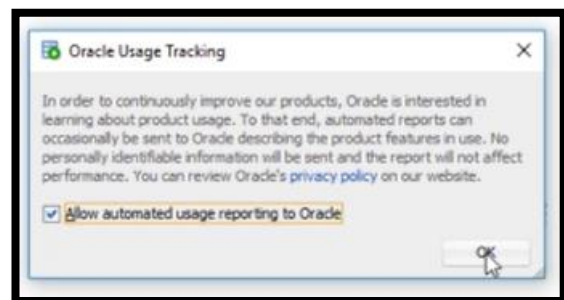 Oracle Usage Tracking
In order to continuously improve our products, Oracle is interested in
learning about product usage. To that end, automated reports can
occasionally be sent to Oracle describing the product features in use. No
personally identifiable information will be sent and the report will not affect
performance. You can review Oracle's privacy policy on our website.
Allow automated usage reporting to Oracle
OK